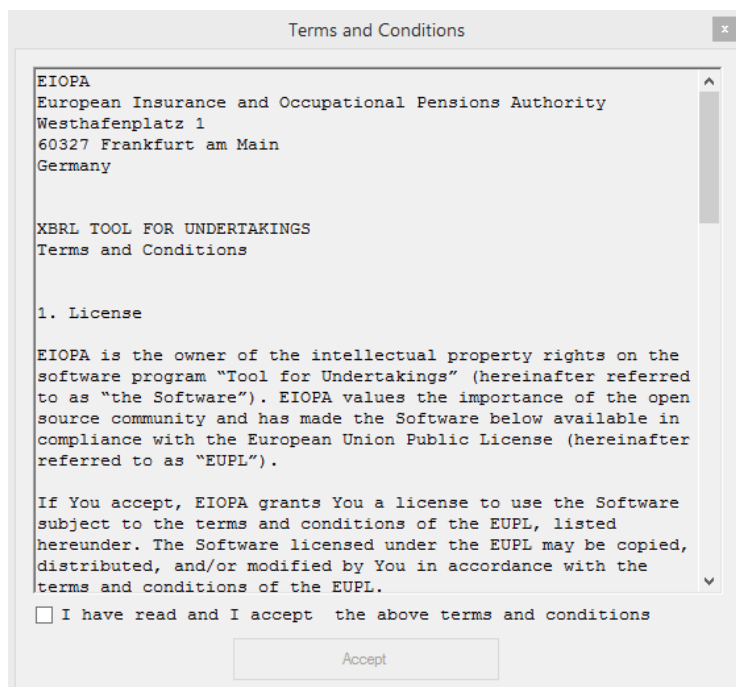 Terms and Conditions
x
EIOPA
European Insurance and Occupational Pensions Authority
Westhafenplatz 1
60327 Frankfurt am Main
Germany
XBRL TOOL FOR UNDERTAKINGS
Terms and Conditions
1. License
EIOPA is the owner of the intellectual property rights on the
software program “Tool for Undertakings” (hereinafter referred
to as “the Software”). EIOPA values the importance of the open
source community and has made the Software below available in
compliance with the European Union Public License (hereinafter
referred to as “EUPL”).
If You accept, EIOPA grants You a license to use the Software
subject to the terms and conditions of the EUPL, listed
hereunder. The Software licensed under the EUPL may be copied,
distributed, and/or modified by You in accordance with the
terms and conditions of the EUPL.
I have read and I accept  the above terms and conditions
Accept